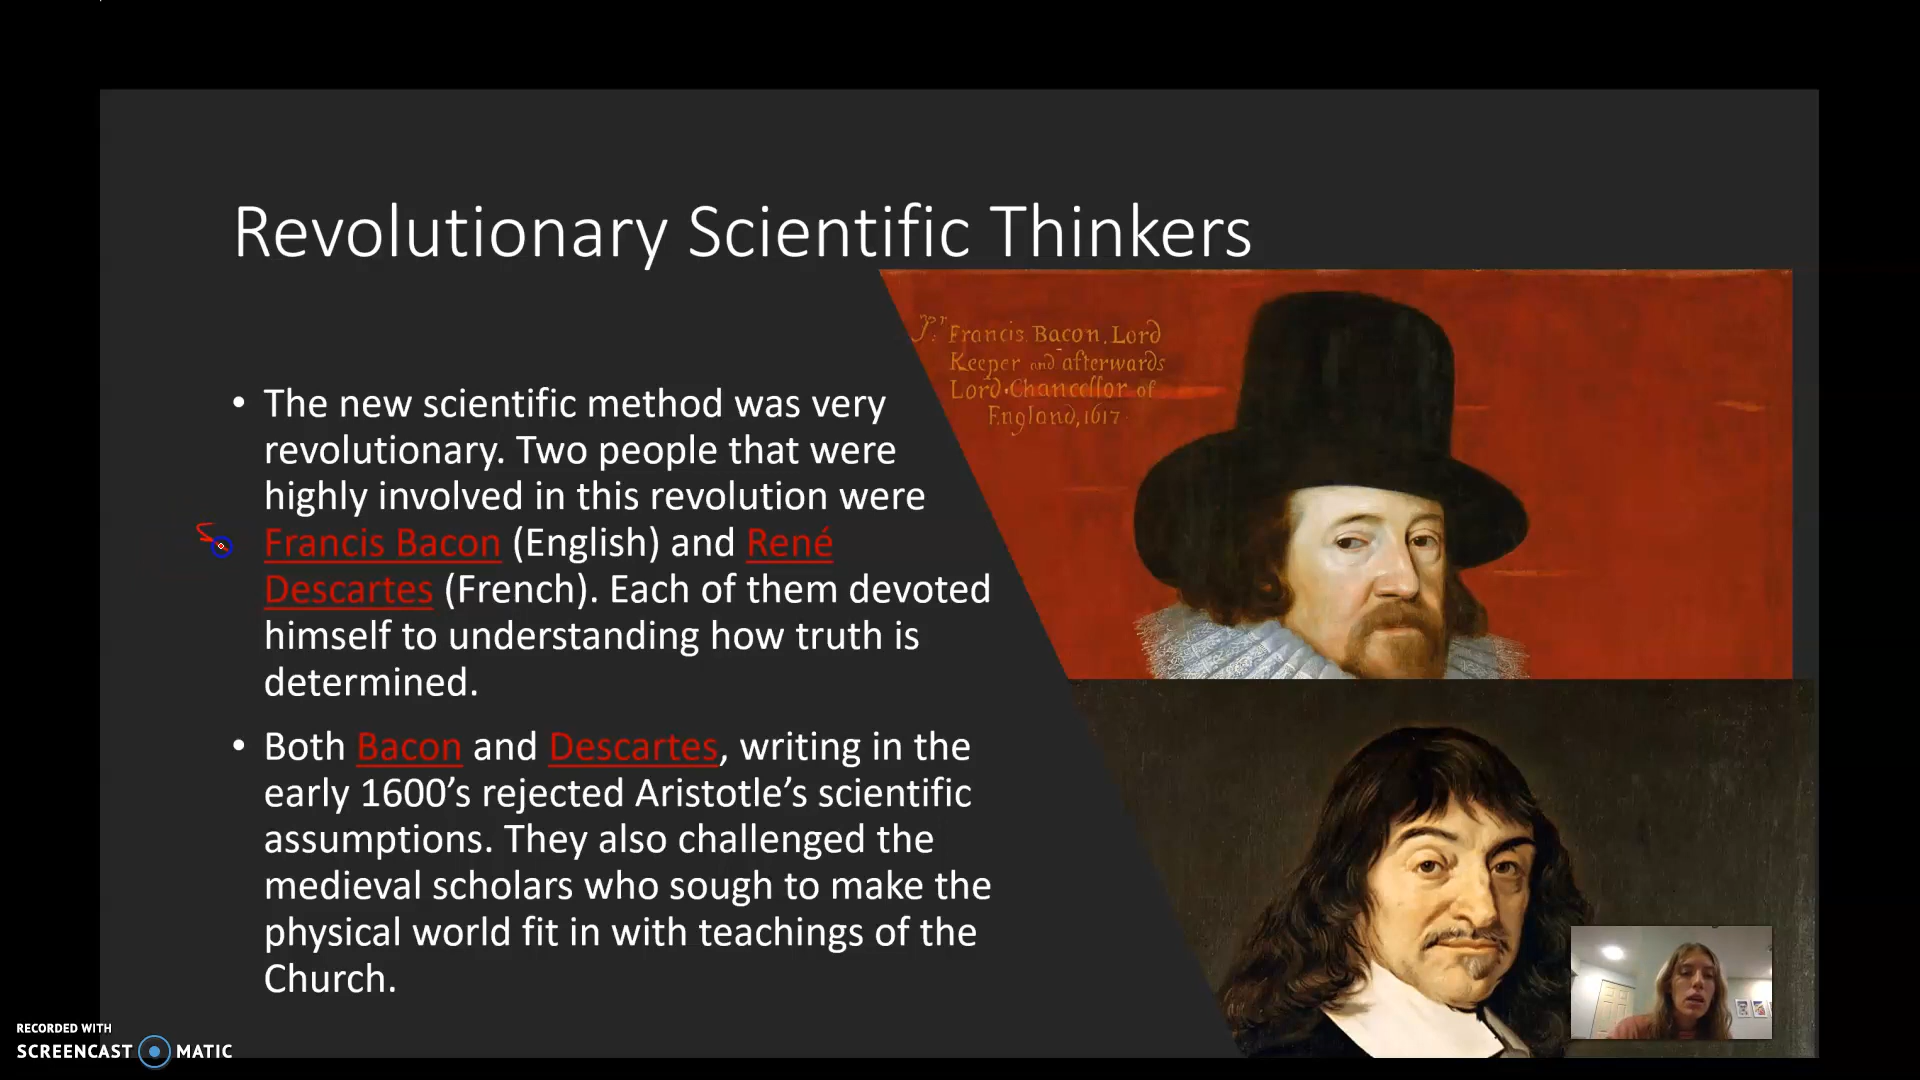 Revolutionary Scientific Thinkers
Sr Francis Bacon. Lord
Keeper and afterwards
Lord Chancellor of
England, 1617.
• The new scientific method was very
revolutionary. Two people that were
highly involved in this revolution were
Francis Bacon (English) and René
Descartes (French). Each of them devoted
himself to understanding how truth is
determined.
• Both Bacon and Descartes, writing in the
early 1600’s rejected Aristotle’s scientific
assumptions. They also challenged the
medieval scholars who sough to make the
physical world fit in with teachings of the
Church.
RECORDED WITH
SCREENCAST MATIC